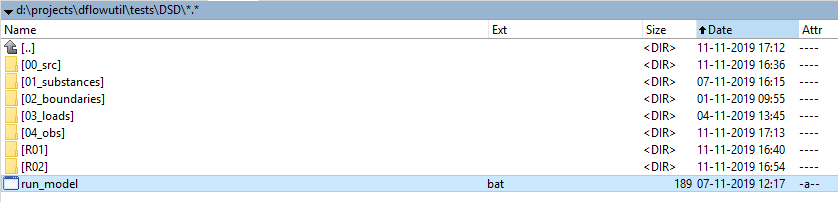 d:\projects\dflowutil\tests\DSD\*.*
Name Ext Size Date Attr
[..] <DIR> 11-11-2019 17:12 ----
[00_src] <DIR> 11-11-2019 16:36 ----
[01_substances] <DIR> 07-11-2019 16:15 ----
[02_boundaries] <DIR> 01-11-2019 09:55 ----
[03_loads] <DIR> 04-11-2019 13:45 ----
[04_obs] <DIR> 11-11-2019 17:13 ----
[R01] <DIR> 11-11-2019 16:40 ----
[R02] <DIR> 11-11-2019 16:54 ----
run_model bat 189 07-11-2019 12:17 -a--